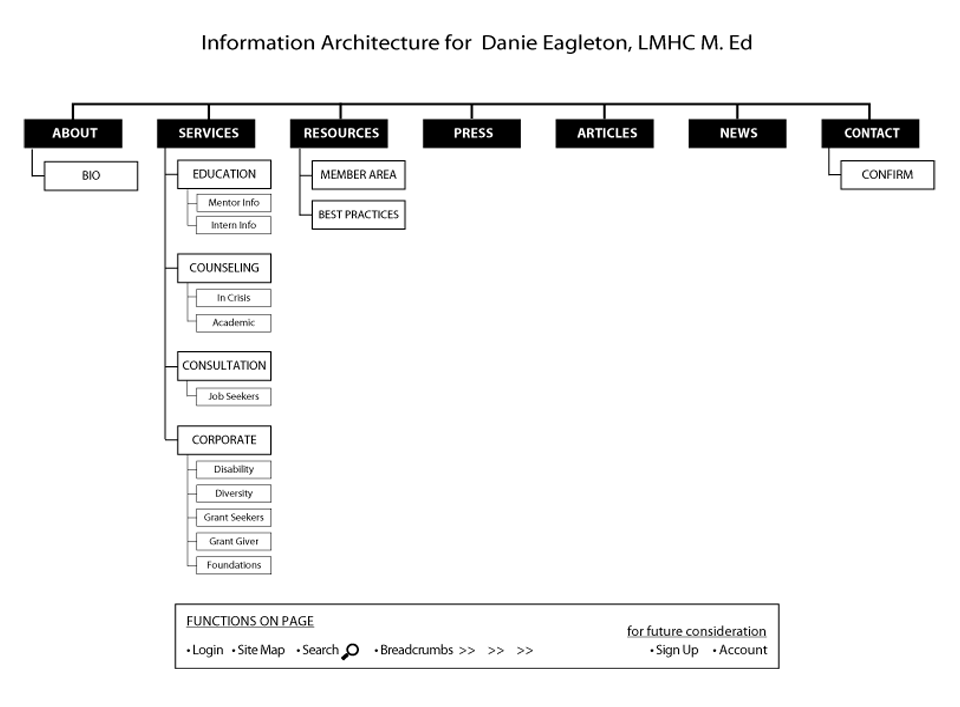 Information Architecture for Danie Eagleton, LMHC M. Ed
ABOUT SERVICES RESOURCES PRESS ARTICLES NEWS CONTACT
BIO
EDUCATION
Mentor Info
Intern Info
COUNSELING
In Crisis
Academic
CONSULTATION
Job Seekers
CORPORATE
Disability
Diversity
Grant Seekers
Grant Giver
Foundations
MEMBER AREA
BEST PRACTICES
CONFIRM
FUNCTIONS ON PAGE
• Login • Site Map • Search • Breadcrumbs >> >> >>
for future consideration
• Sign Up • Account